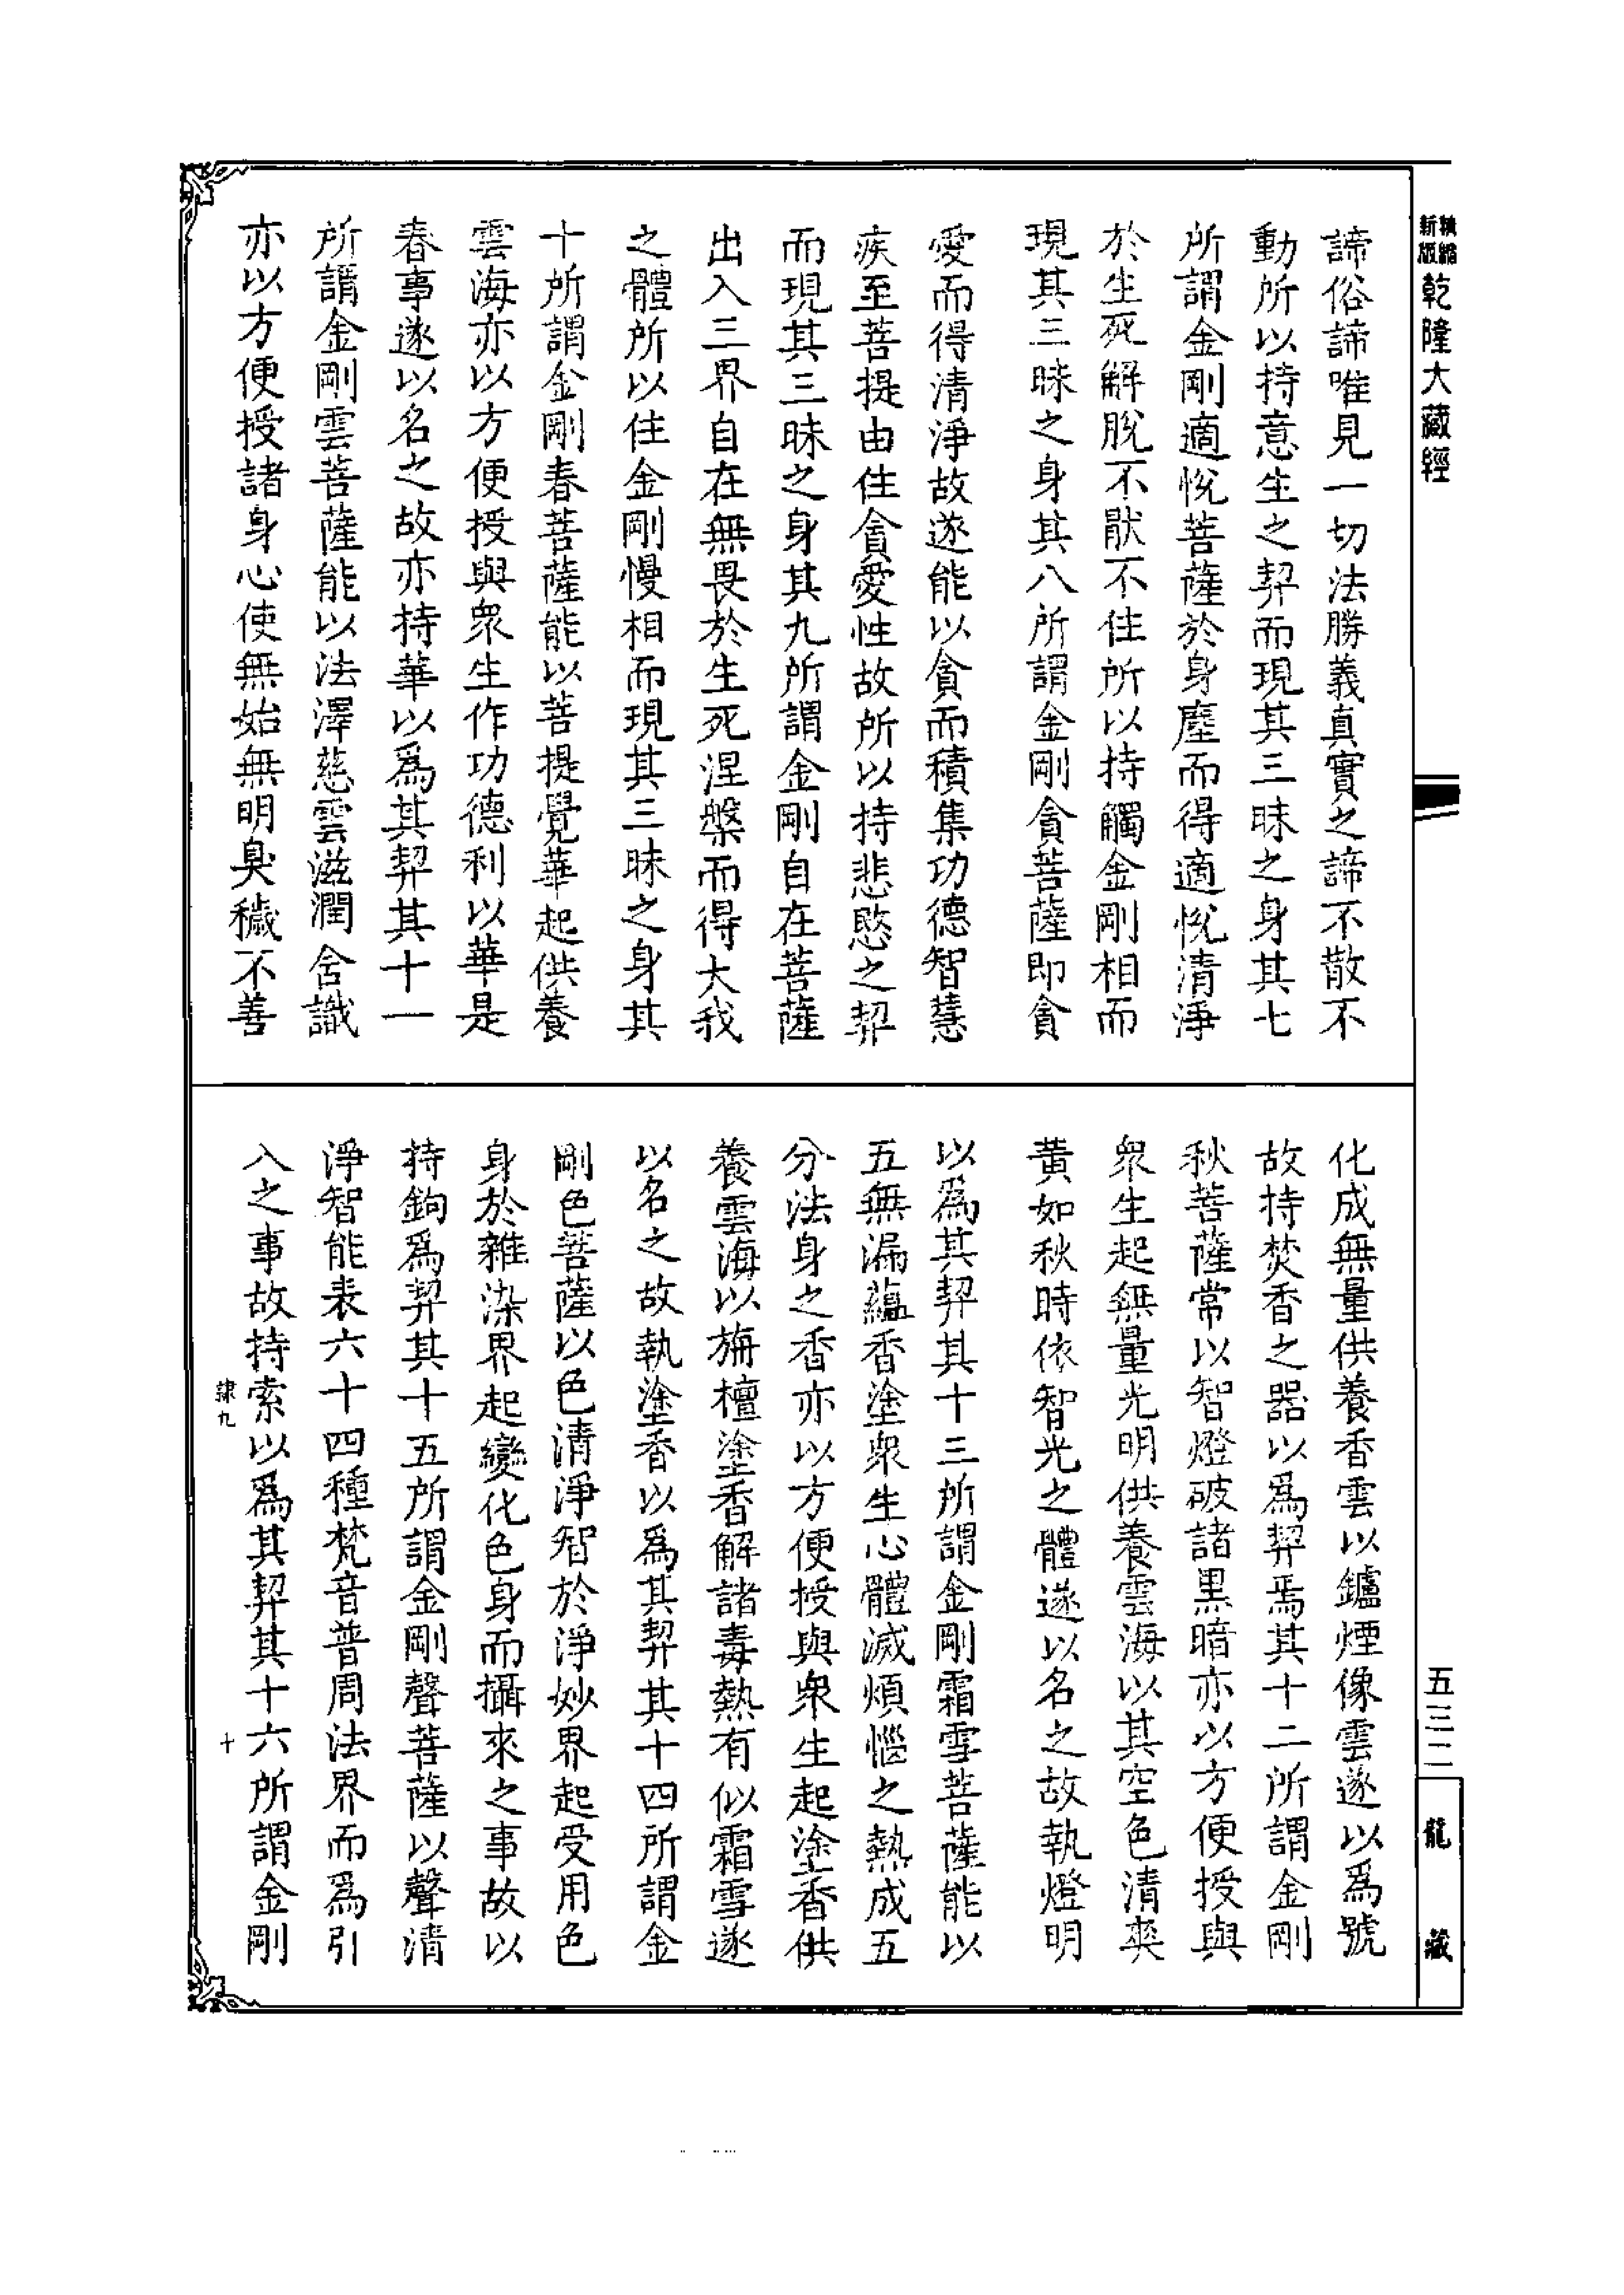 精縮新版
乾隆大藏經
諦俗諦唯見一切法勝義真實之諦不散不
動所以持意生之契而現其三昧之身其七
所謂金剛適悅菩薩於身塵而得適悅清淨
於生死解脫不猒不住所以持觸金剛相而
現其三昧之身其八所謂金剛貪菩薩即貪
愛而得清淨故遂能以貪而積集功德智慧
疾至菩提由住貪愛性故所以持悲愍之契
而現其三昧之身其九所謂金剛自在菩薩
出入三界自在無畏於生死涅槃而得大我
之體所以住金剛慢相而現其三昧之身其
十所謂金剛春菩薩能以菩提覺華起供養
雲海亦以方便授與眾生作功德利以華是
春事遂以名之故亦持華以為其契其十一
所謂金剛雲菩薩能以法澤慈雲滋潤含識
亦以方便授諸身心使無始無明臭穢不善
化成無量供養香雲以鑪煙像雲遂以為號
故持焚香之器以為契焉其十二所謂金剛
秋菩薩常以智燈破諸黑暗亦以方便授與
眾生起無量光明供養雲海以其空色清爽
黃如秋時依智光之體遂以名之故執燈明
以為其契其十三所謂金剛霜雪菩薩能以
五無漏蘊香塗眾生心體滅煩惱之熱成五
分法身之香亦以方便授與眾生起塗香供
養雲海以旃檀塗香解諸毒熱有似霜雪遂
以名之故執塗香以為其契其十四所謂金
剛色菩薩以色清淨智於淨妙界起受用色
身於雜染界起變化色身而攝來之事故以
持鉤為契其十五所謂金剛聲菩薩以聲清
淨智能表六十四種梵音普周法界而為引
入之事故持索以為其契其十六所謂金剛
隸九
十
五三二
龍藏